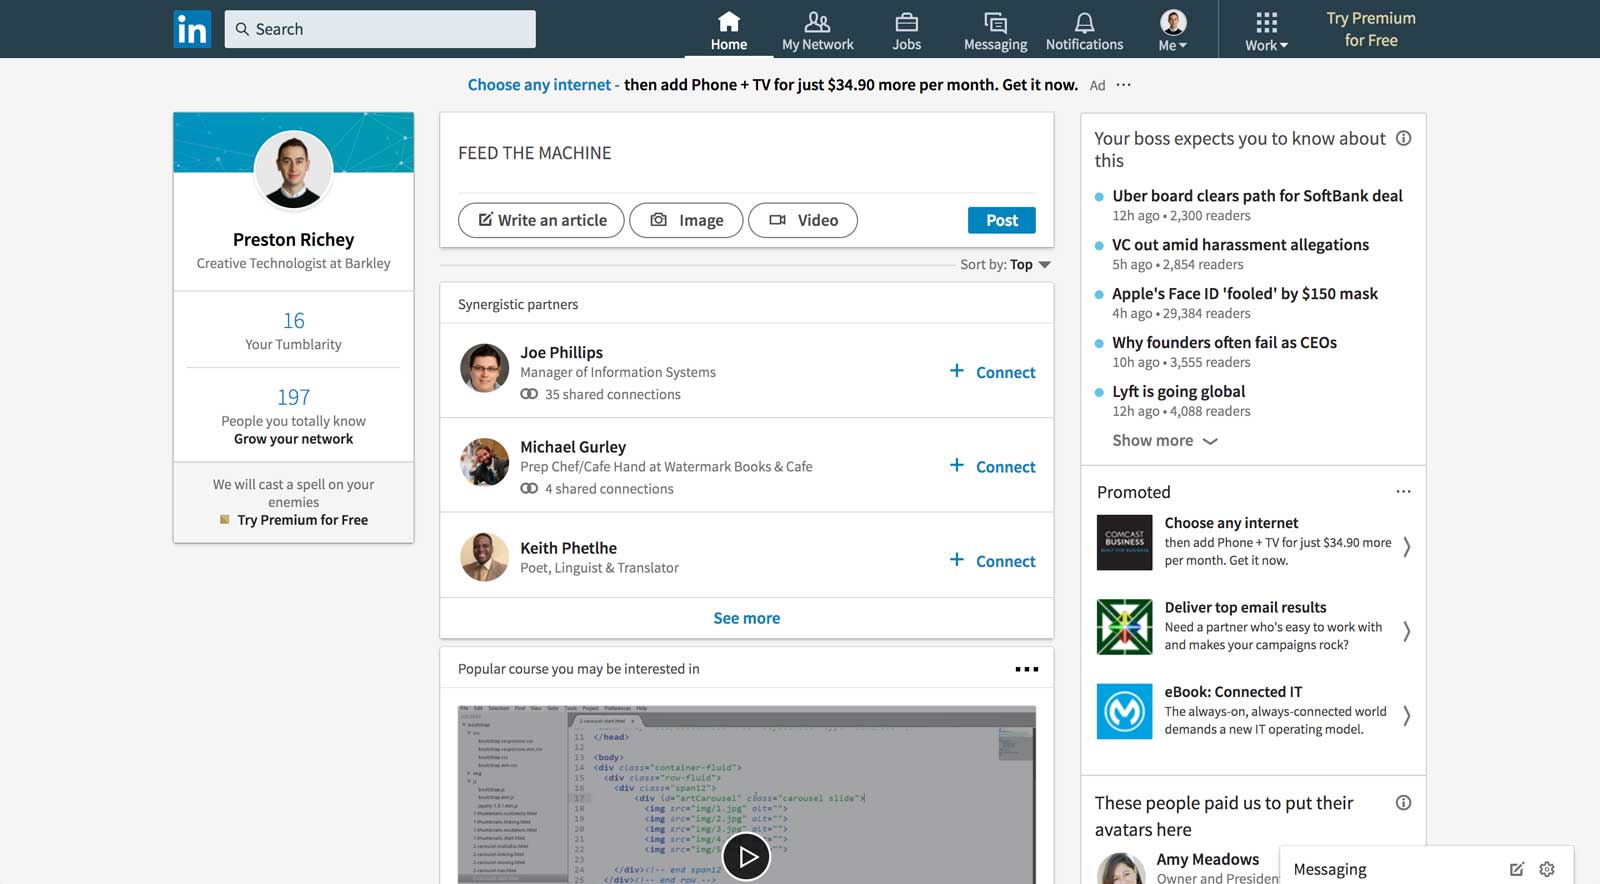 in
Search
Home
My Network
Jobs
Messaging
Notifications
Me
Work
Try Premium
for Free
Choose any internet - then add Phone + TV for just $34.90 more per month. Get it now. Ad ···
Preston Richey
Creative Technologist at Barkley
16
Your Tumblarity
197
People you totally know
Grow your network
We will cast a spell on your
enemies
Try Premium for Free
FEED THE MACHINE
Write an article
Image
Video
Post
Sort by: Top
Synergistic partners
Joe Phillips
Manager of Information Systems
35 shared connections
+ Connect
Michael Gurley
Prep Chef/Cafe Hand at Watermark Books & Cafe
4 shared connections
+ Connect
Keith Phetlhe
Poet, Linguist & Translator
+ Connect
See more
Popular course you may be interested in
File Edit Selection Find View Goto Tools Project Preferences Help
11 </head>
12
13 <body>
14 <div class="container-fluid">
15 <div class="row-fluid">
16 <div class="span12">
17 <div id="artCarousel" class="carousel slide">
18 <img src="img/1.jpg" alt="">
19 <img src="img/2.jpg" alt="">
20 <img src="img/3.jpg" alt="">
21 <img src="img/4.
22 <img src="img/5.
23
24 </div><!-- end span12
25 </div><!-- end row -->
Your boss expects you to know about
this
Uber board clears path for SoftBank deal
12h ago • 2,300 readers
VC out amid harassment allegations
5h ago • 2,854 readers
Apple's Face ID 'fooled' by $150 mask
4h ago • 29,384 readers
Why founders often fail as CEOs
10h ago • 3,555 readers
Lyft is going global
12h ago • 4,088 readers
Show more
Promoted
COMCAST
BUSINESS
BUILT FOR BUSINESS
Choose any internet
then add Phone + TV for just $34.90 more
per month. Get it now.
Deliver top email results
Need a partner who's easy to work with
and makes your campaigns rock?
eBook: Connected IT
The always-on, always-connected world
demands a new IT operating model.
These people paid us to put their
avatars here
Amy Meadows
Owner and Presiden
Messaging